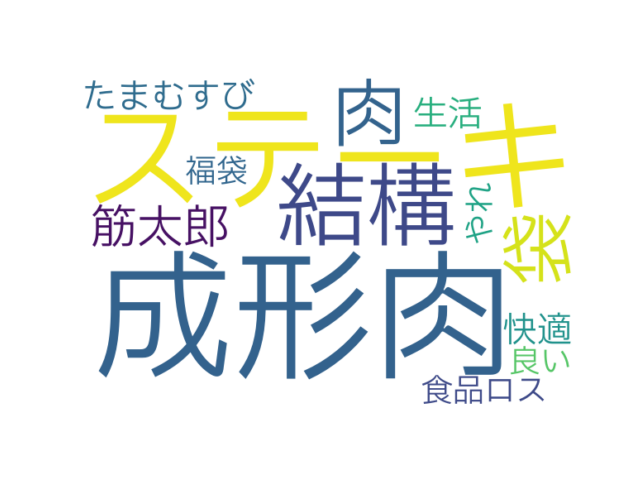 たまむすび
ステーキ
肉
生活
福袋
結構
やれ
袋
筋太郎
成形肉
快適
良い
食品ロス